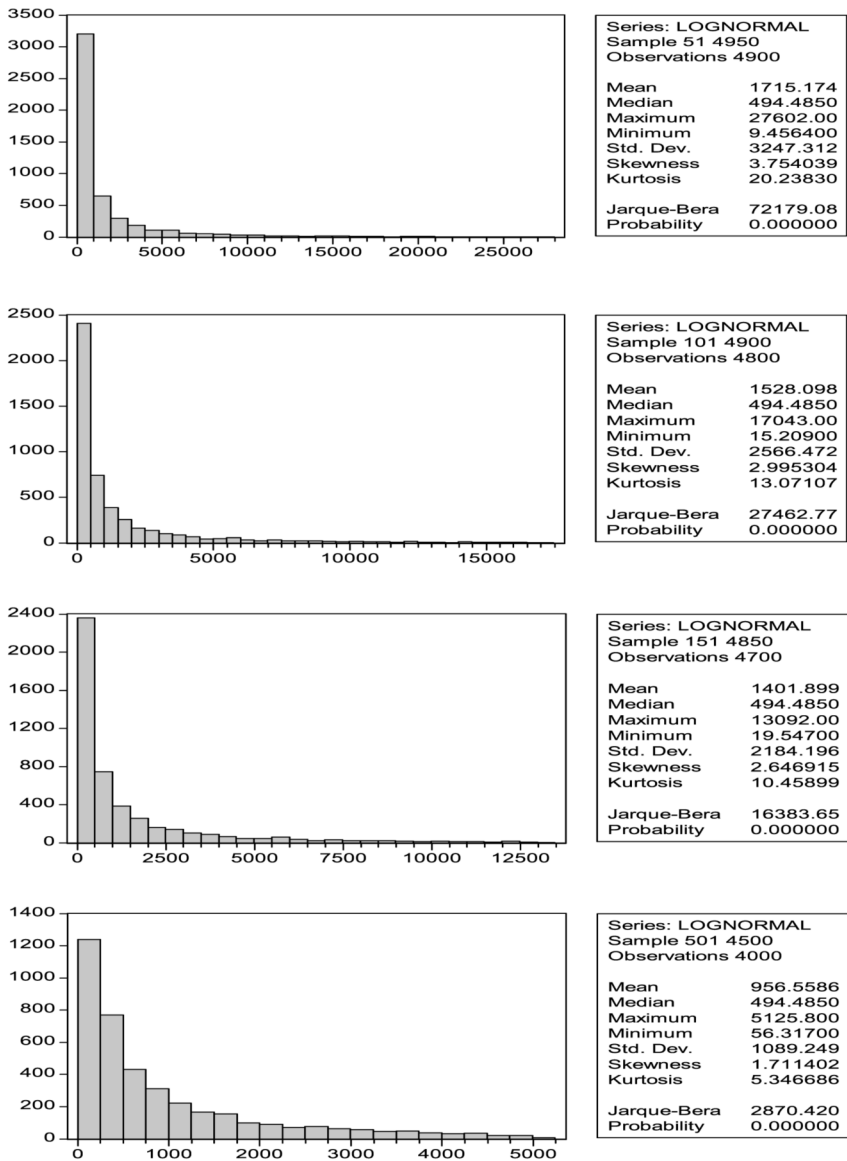 3500
3000
2500
2000
1500
1000
500
0
0 5000 10000 15000 20000 25000
Series: LOGNORMAL
Sample 51 4950
Observations 4900
Mean 1715.174
Median 494.4850
Maximum 27602.00
Minimum 9.456400
Std. Dev. 3247.312
Skewness 3.754039
Kurtosis 20.23830
Jarque-Bera 72179.08
Probability 0.000000
2500
2000
1500
1000
500
0
0 5000 10000 15000
Series: LOGNORMAL
Sample 101 4900
Observations 4800
Mean 1528.098
Median 494.4850
Maximum 17043.00
Minimum 15.20900
Std. Dev. 2566.472
Skewness 2.995304
Kurtosis 13.07107
Jarque-Bera 27462.77
Probability 0.000000
2400
2000
1600
1200
800
400
0
0 2500 5000 7500 10000 12500
Series: LOGNORMAL
Sample 151 4850
Observations 4700
Mean 1401.899
Median 494.4850
Maximum 13092.00
Minimum 19.54700
Std. Dev. 2184.196
Skewness 2.646915
Kurtosis 10.45899
Jarque-Bera 16383.65
Probability 0.000000
1400
1200
1000
800
600
400
200
0
0 1000 2000 3000 4000 5000
Series: LOGNORMAL
Sample 501 4500
Observations 4000
Mean 956.5586
Median 494.4850
Maximum 5125.800
Minimum 56.31700
Std. Dev. 1089.249
Skewness 1.711402
Kurtosis 5.346686
Jarque-Bera 2870.420
Probability 0.000000